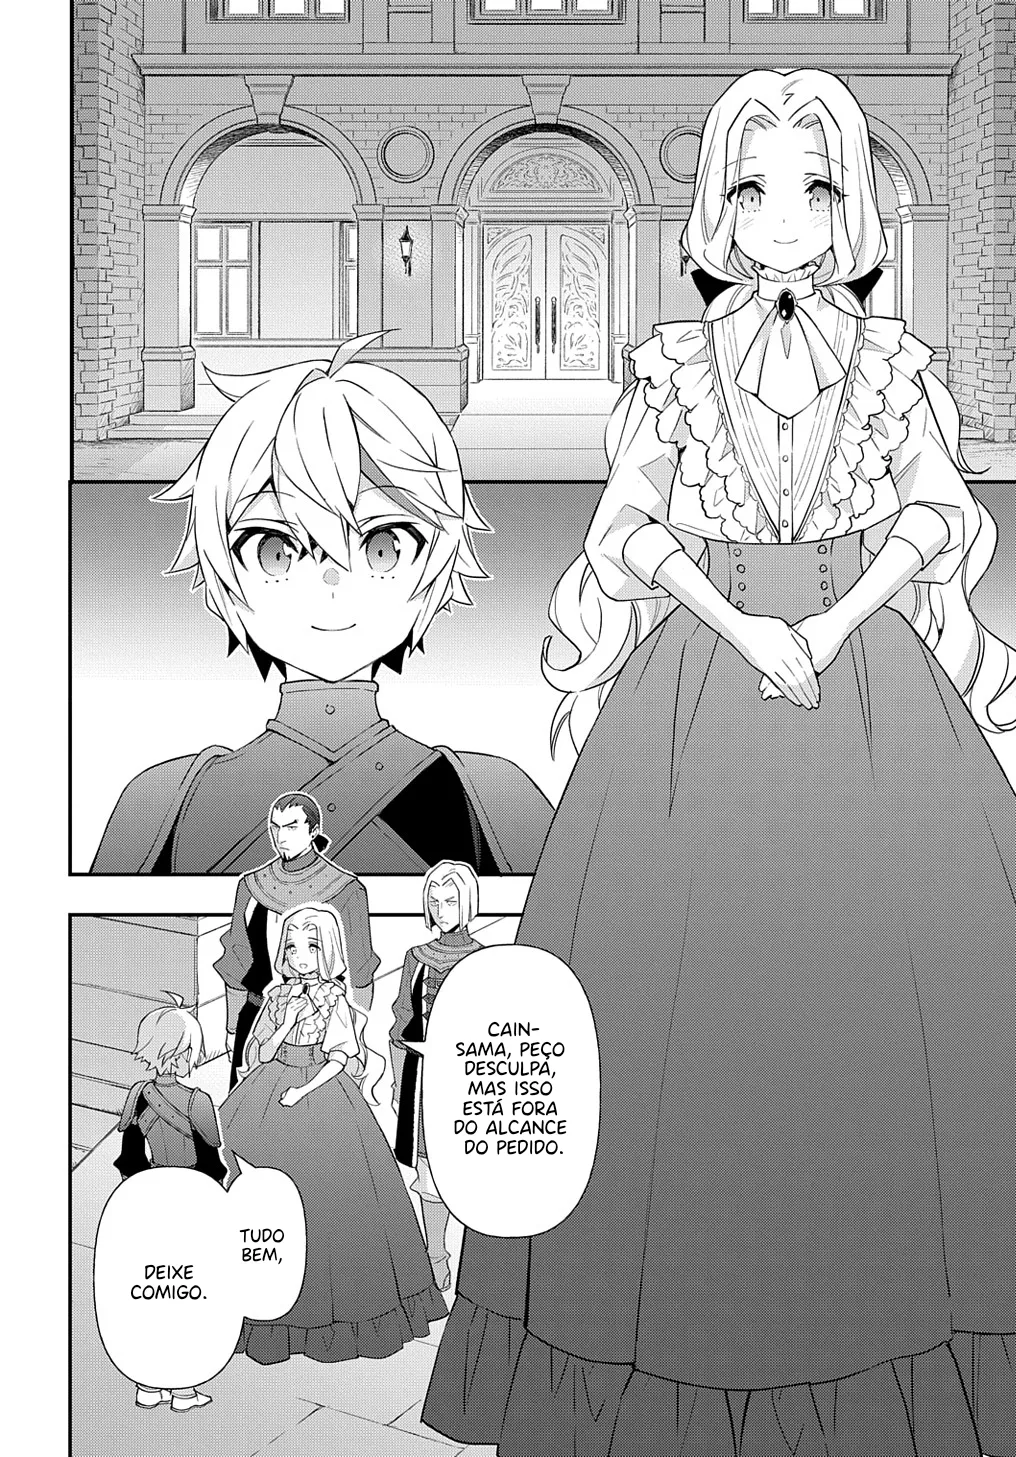 CAIN-
SAMA, PEÇO
DESCULPA,
MAS ISSO
ESTÁ FORA
DO ALCANCE
DO PEDIDO.
TUDO
BEM,
DEIXE
COMIGO.